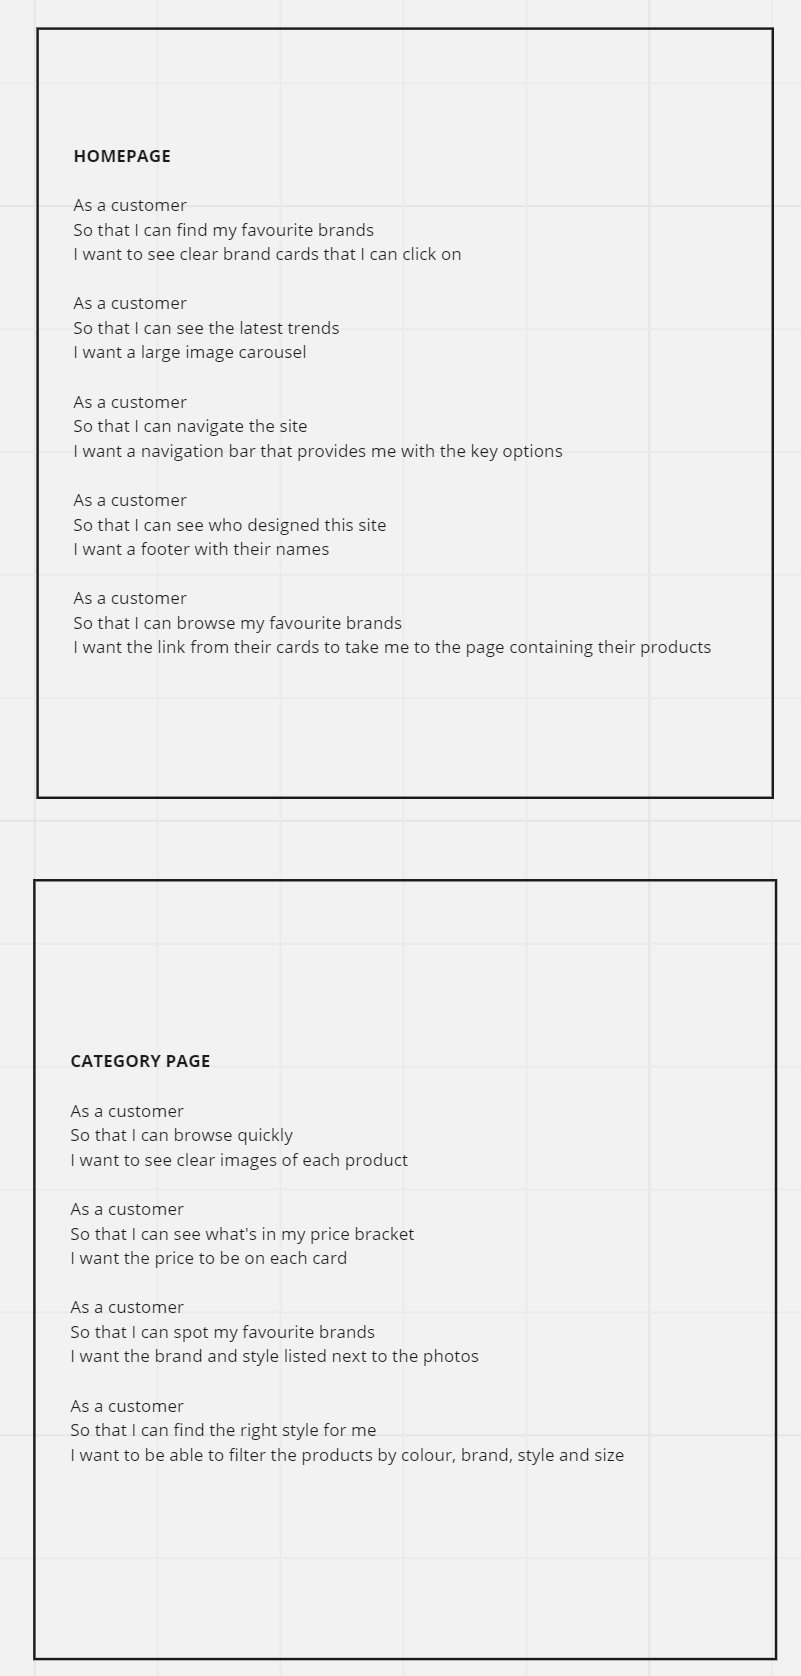 HOMEPAGE
As a customer
So that I can find my favourite brands
I want to see clear brand cards that I can click on
As a customer
So that I can see the latest trends
I want a large image carousel
As a customer
So that I can navigate the site
I want a navigation bar that provides me with the key options
As a customer
So that I can see who designed this site
I want a footer with their names
As a customer
So that I can browse my favourite brands
I want the link from their cards to take me to the page containing their products
CATEGORY PAGE
As a customer
So that I can browse quickly
I want to see clear images of each product
As a customer
So that I can see what's in my price bracket
I want the price to be on each card
As a customer
So that I can spot my favourite brands
I want the brand and style listed next to the photos
As a customer
So that I can find the right style for me
I want to be able to filter the products by colour, brand, style and size